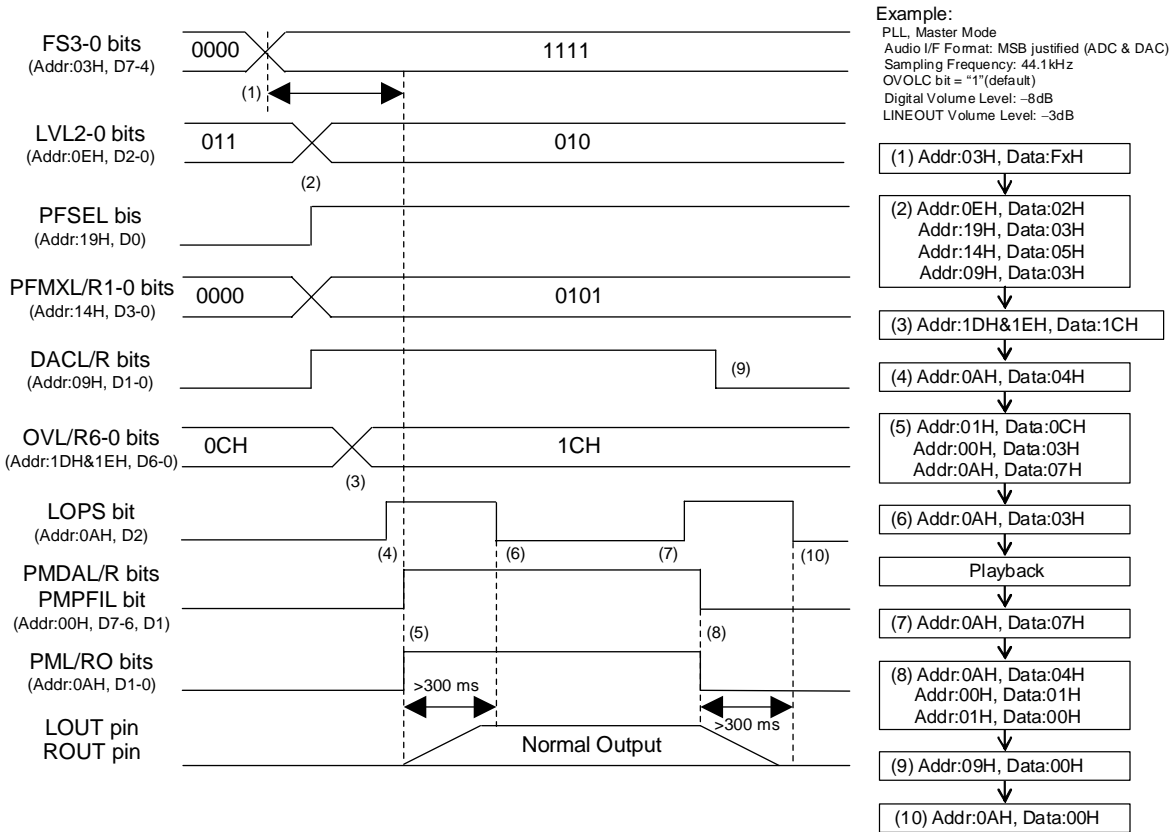 FS3-0 bits
(Addr:03H, D7-4)
0000
1111
(1)
LVL2-0 bits
(Addr:0EH, D2-0)
011
010
(2)
PFSEL bis
(Addr:19H, D0)
PFMXL/R1-0 bits
(Addr:14H, D3-0)
0000
0101
DACL/R bits
(Addr:09H, D1-0)
(9)
OVL/R6-0 bits
(Addr:1DH&1EH, D6-0)
0CH
1CH
(3)
LOPS bit
(Addr:0AH, D2)
(4)
(6)
(7)
(10)
PMDAL/R bits
PMPFIL bit
(Addr:00H, D7-6, D1)
(5)
(8)
PML/RO bits
(Addr:0AH, D1-0)
>300 ms
>300 ms
LOUT pin
ROUT pin
Normal Output
Example:
PLL, Master Mode
Audio I/F Format: MSB justified (ADC & DAC)
Sampling Frequency: 44.1kHz
OVOLC bit = “1”(default)
Digital Volume Level: −8dB
LINEOUT Volume Level: −3dB
(1) Addr:03H, Data:FxH
(2) Addr:0EH, Data:02H
Addr:19H, Data:03H
Addr:14H, Data:05H
Addr:09H, Data:03H
(3) Addr:1DH&1EH, Data:1CH
(4) Addr:0AH, Data:04H
(5) Addr:01H, Data:0CH
Addr:00H, Data:03H
Addr:0AH, Data:07H
(6) Addr:0AH, Data:03H
Playback
(7) Addr:0AH, Data:07H
(8) Addr:0AH, Data:04H
Addr:00H, Data:01H
Addr:01H, Data:00H
(9) Addr:09H, Data:00H
(10) Addr:0AH, Data:00H